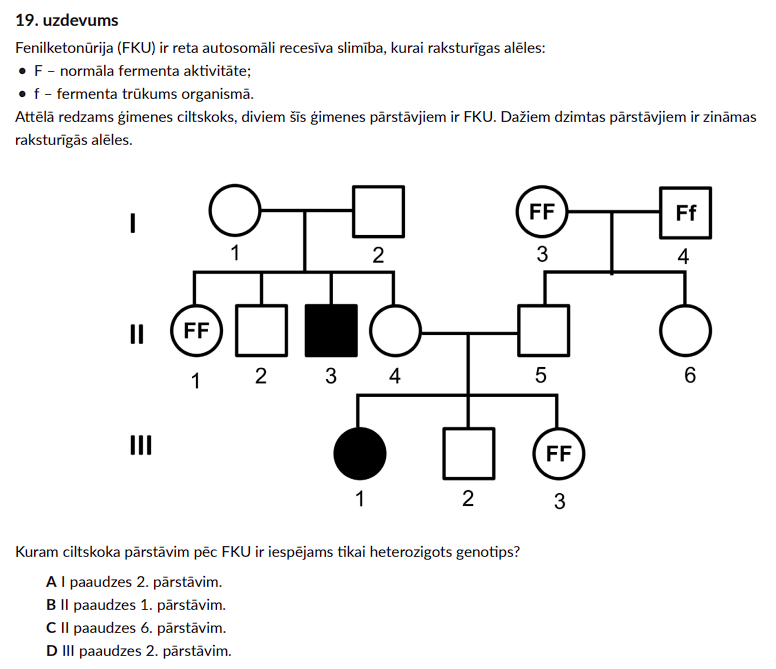 19. uzdevums
Fenilketonūrija (FKU) ir reta autosomāli recesīva slimība, kurai raksturīgas alēles:
● F – normāla fermenta aktivitāte;
● f – fermenta trūkums organismā.
Attēlā redzams ģimenes ciltskoks, diviem šīs ģimenes pārstāvjiem ir FKU. Dažiem dzimtas pārstāvjiem ir zināmas
raksturīgās alēles.
I
FF
Ff
1
2
3
4
II
FF
1
2
3
4
5
6
III
FF
1
2
3
Kuram ciltskoka pārstāvim pēc FKU ir iespējams tikai heterozigots genotips?
A I paaudzes 2. pārstāvim.
B II paaudzes 1. pārstāvim.
C II paaudzes 6. pārstāvim.
D III paaudzes 2. pārstāvim.